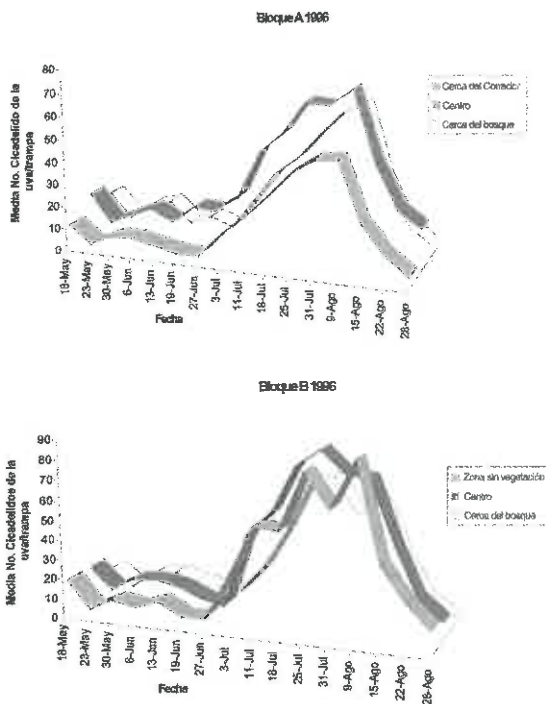 Bloque A 1996
80
70
60
50
40
30
20
10
0
Media No. Cicadelido de la
uva/trampa
18-May
23-May
30-May
6-Jun
13-Jun
19-Jun
27-Jun
3-Jul
11-Jul
18-Jul
25-Jul
31-Jul
9-Ago
15-Ago
22-Ago
28-Ago
Fecha
Cerca del Corredor
Centro
Cerca del bosque
Bloque B 1996
90
80
70
60
50
40
30
20
10
0
Media No. Cicadelidos de la
uva/trampa
18-May
23-May
30-May
6-Jun
13-Jun
19-Jun
27-Jun
3-Jul
11-Jul
18-Jul
25-Jul
31-Jul
9-Ago
15-Ago
22-Ago
28-Ago
Fecha
Zona sin vegetación
Centro
Cerca del bosque